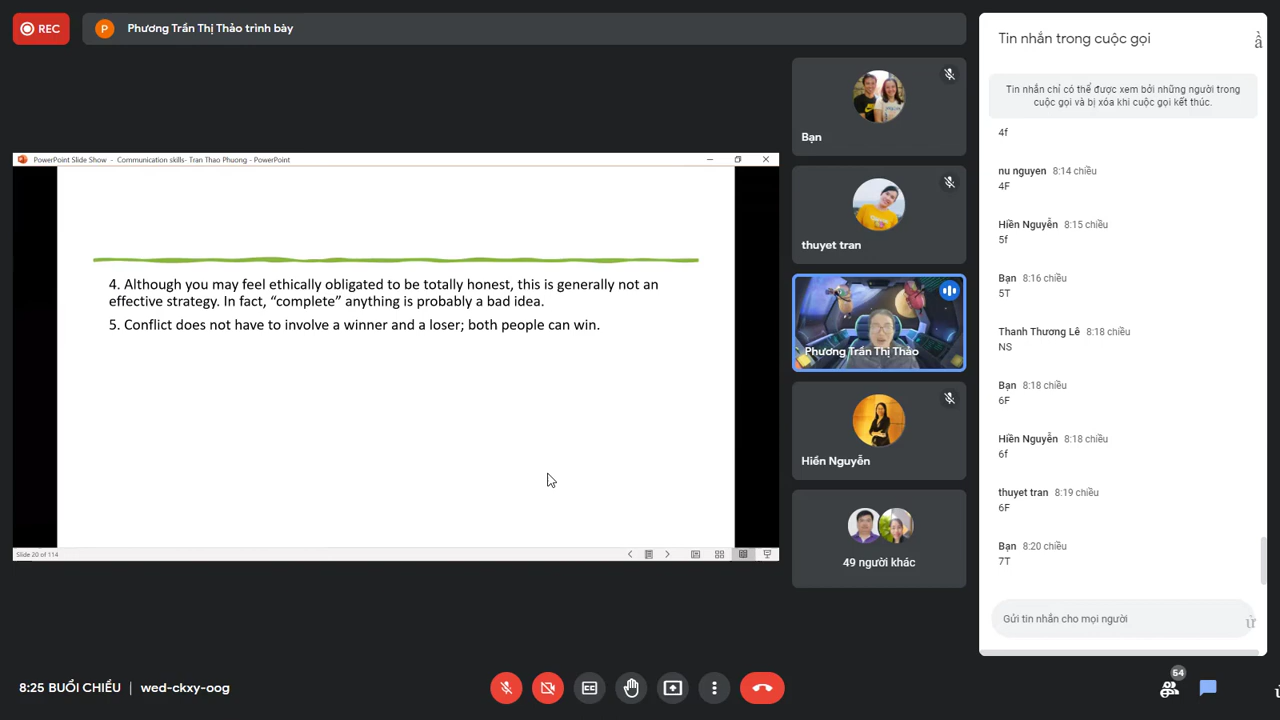 REC
P
Phương Trần Thị Thảo trình bày
PowerPoint Slide Show - Communication skills- Tran Thao Phuong - PowerPoint
4. Although you may feel ethically obligated to be totally honest, this is generally not an
effective strategy. In fact, “complete” anything is probably a bad idea.
5. Conflict does not have to involve a winner and a loser; both people can win.
Slide 20 of 114
Bạn
thuyet tran
Phương Trần Thị Thảo
Hiền Nguyễn
49 người khác
Tin nhắn trong cuộc gọi
Tin nhắn chỉ có thể được xem bởi những người trong
cuộc gọi và bị xóa khi cuộc gọi kết thúc.
4f
nu nguyen 8:14 chiều
4F
Hiền Nguyễn 8:15 chiều
5f
Bạn 8:16 chiều
5T
Thanh Thương Lê 8:18 chiều
NS
Bạn 8:18 chiều
6F
Hiền Nguyễn 8:18 chiều
6f
thuyet tran 8:19 chiều
6F
Bạn 8:20 chiều
7T
Gửi tin nhắn cho mọi người
8:25 BUỔI CHIỀU | wed-ckxy-oog
54